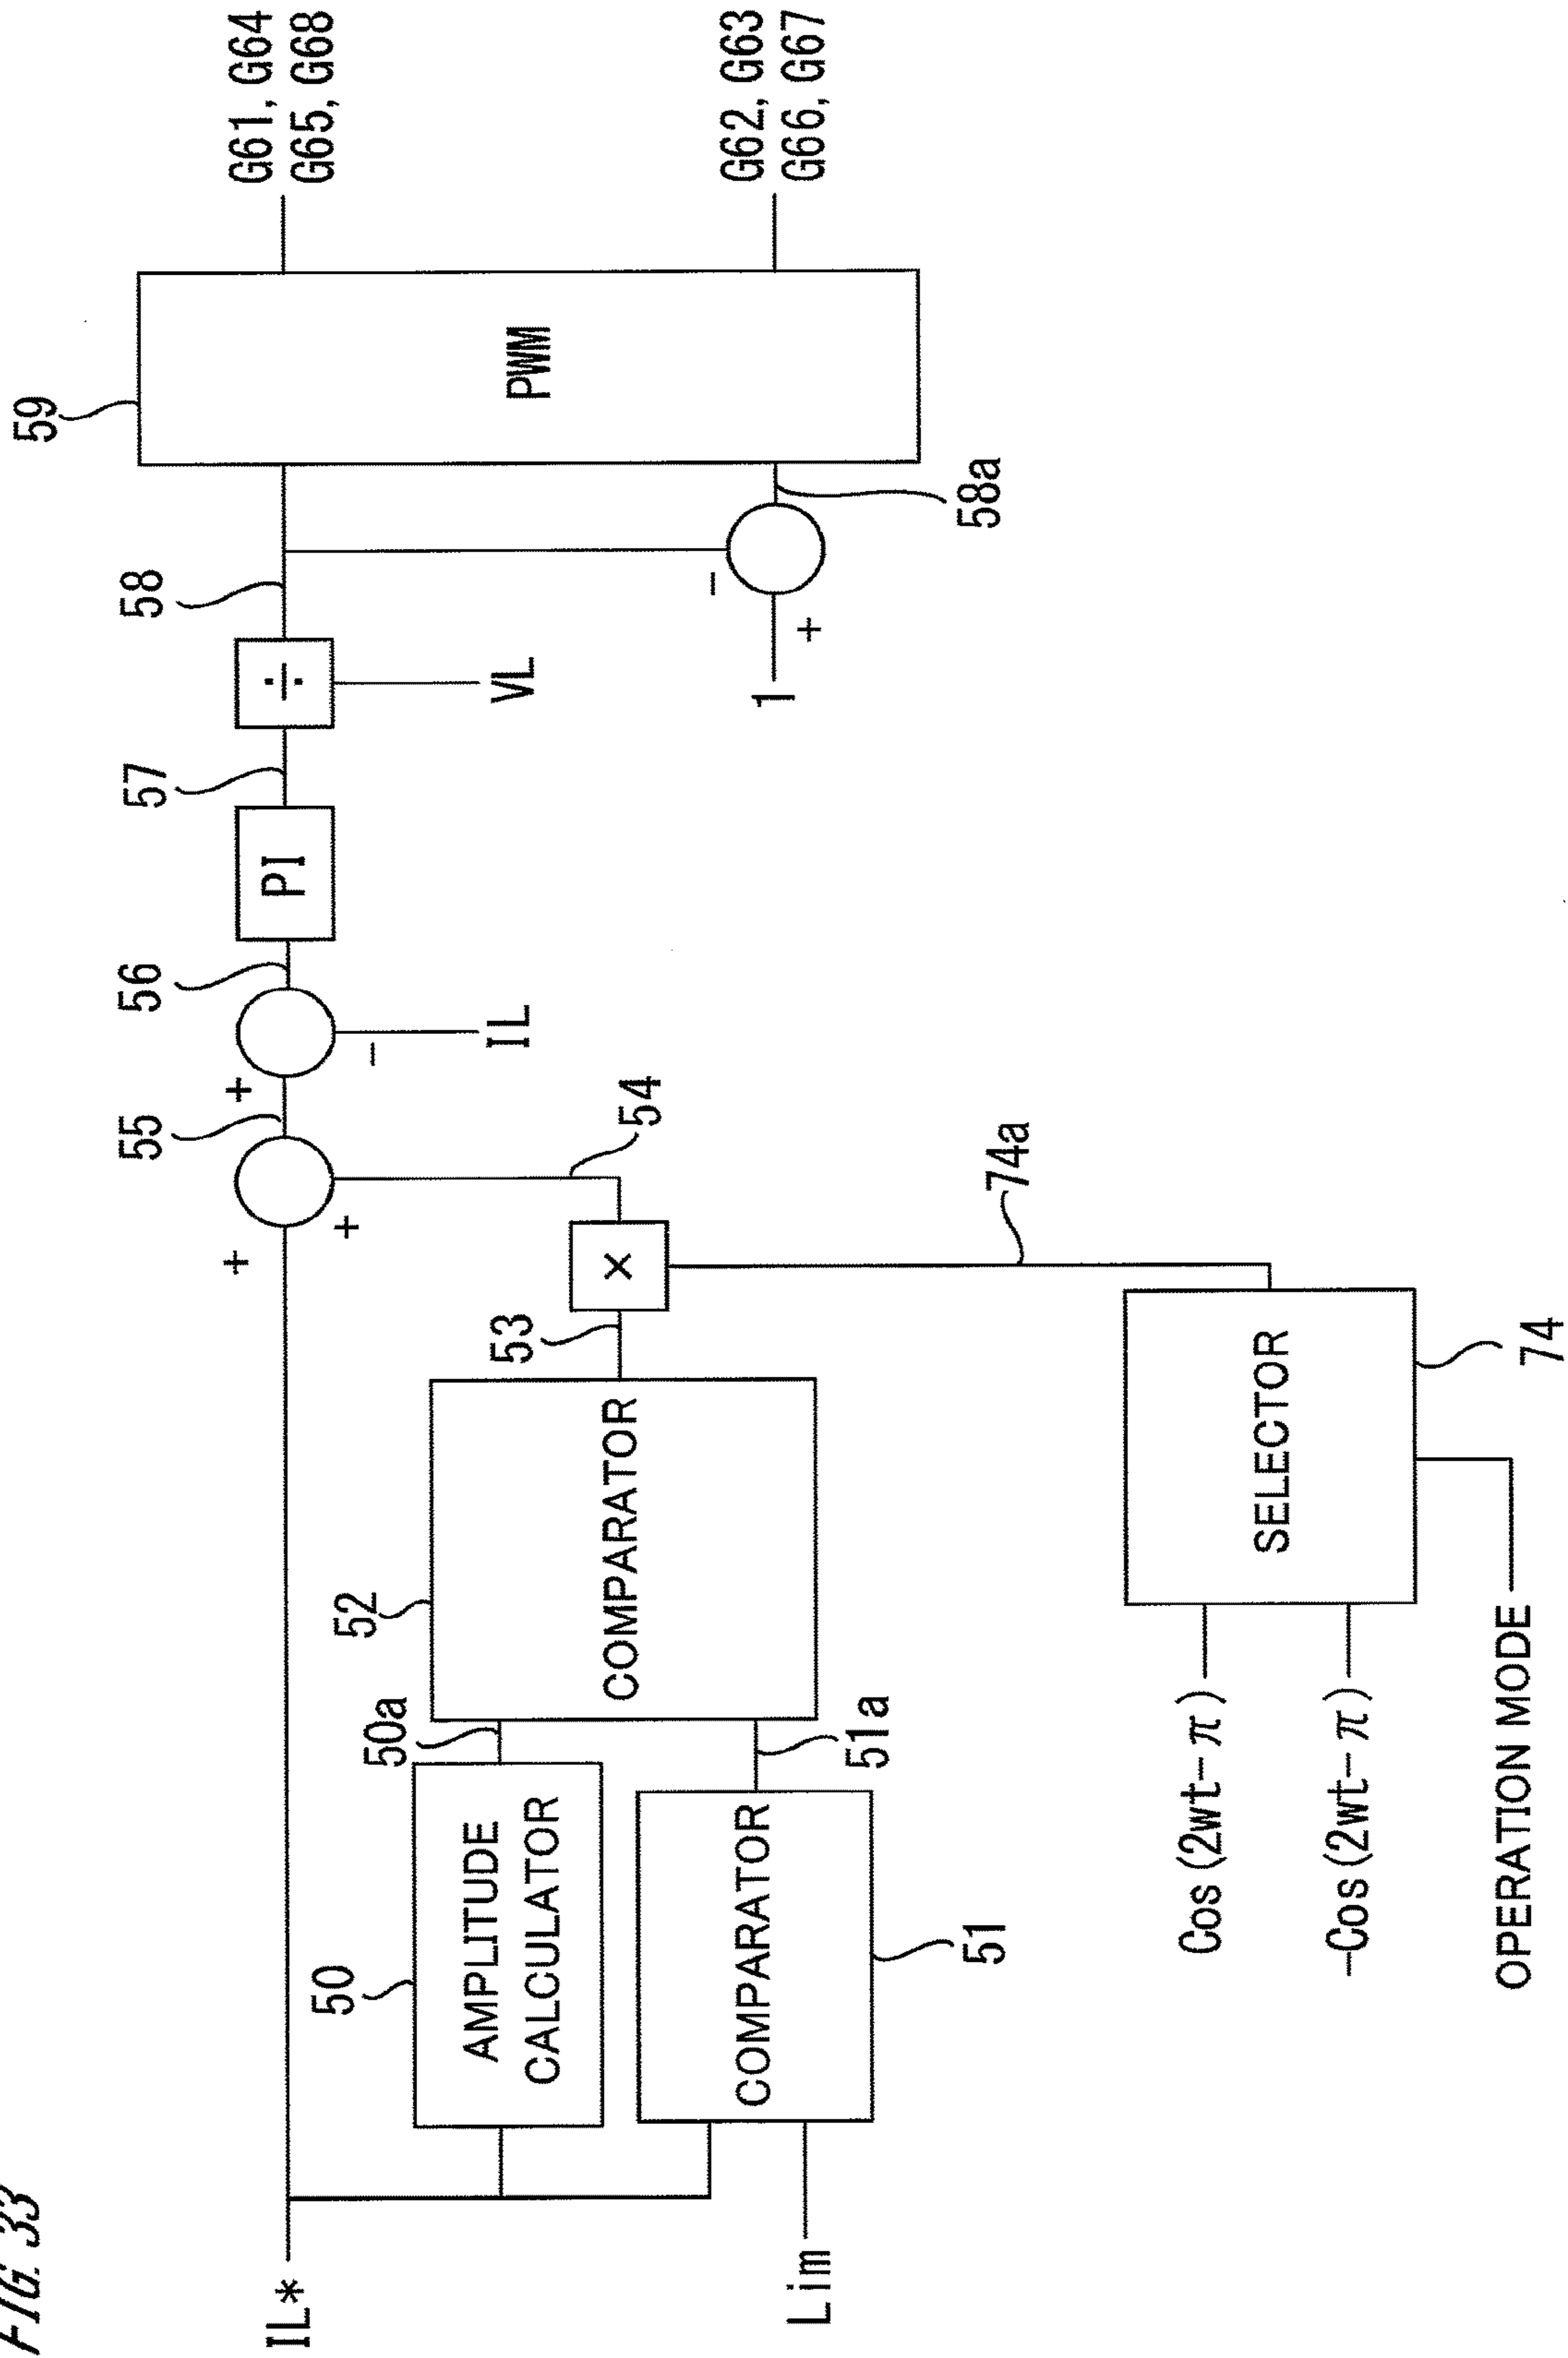 FIG. 33
IL*
Lim
50
AMPLITUDE
CALCULATOR
50a
COMPARATOR
51
51a
52
COMPARATOR
53
×
54
+
+
55
+
-
IL
56
PI
57
÷
VL
58
1
+
-
58a
59
PWM
G61, G64
G65, G68
G62, G63
G66, G67
Cos (2wt-π)
-Cos (2wt-π)
OPERATION MODE
SELECTOR
74
74a